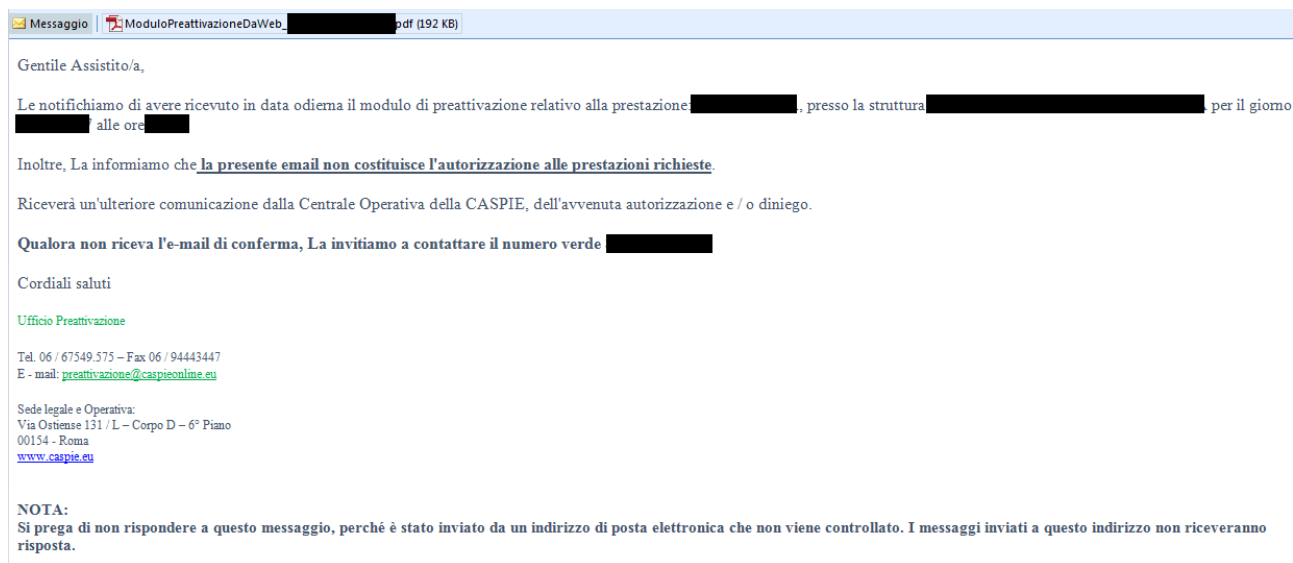 Messaggio ModuloPreattivazioneDaWeb_ pdf (192 KB)
Gentile Assistito/a,
Le notifichiamo di avere ricevuto in data odierna il modulo di preattivazione relativo alla prestazione: , presso la struttura per il giorno
alle ore
Inoltre, La informiamo che la presente email non costituisce l'autorizzazione alle prestazioni richieste.
Riceverà un'ulteriore comunicazione dalla Centrale Operativa della CASPIE, dell'avvenuta autorizzazione e / o diniego.
Qualora non riceva l'e-mail di conferma, La invitiamo a contattare il numero verde
Cordiali saluti
Ufficio Preattivazione
Tel. 06 / 67549.575 – Fax 06 / 94443447
E - mail: preattivazione@caspieonline.eu
Sede legale e Operativa:
Via Ostiense 131 / L – Corpo D – 6° Piano
00154 - Roma
www.caspie.eu
NOTA:
Si prega di non rispondere a questo messaggio, perché è stato inviato da un indirizzo di posta elettronica che non viene controllato. I messaggi inviati a questo indirizzo non riceveranno
risposta.